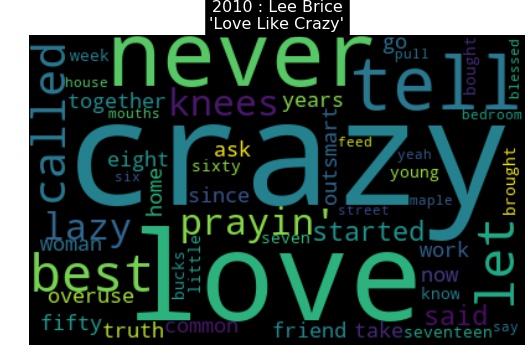 2010 : Lee Brice
'Love Like Crazy'
called
week
house
mouths
together
never
knees
years
go
pull
tell
bought
blessed
bedroom
crazy
eight
home
ask
sixty
six
since
outsmart
feed
yeah
young
maple
street
brought
lazy
woman
prayin'
seven
started
let
best
love
bucks
little
work
now
know
overuse
fifty
truth
common
friend
take
said
seventeen
say